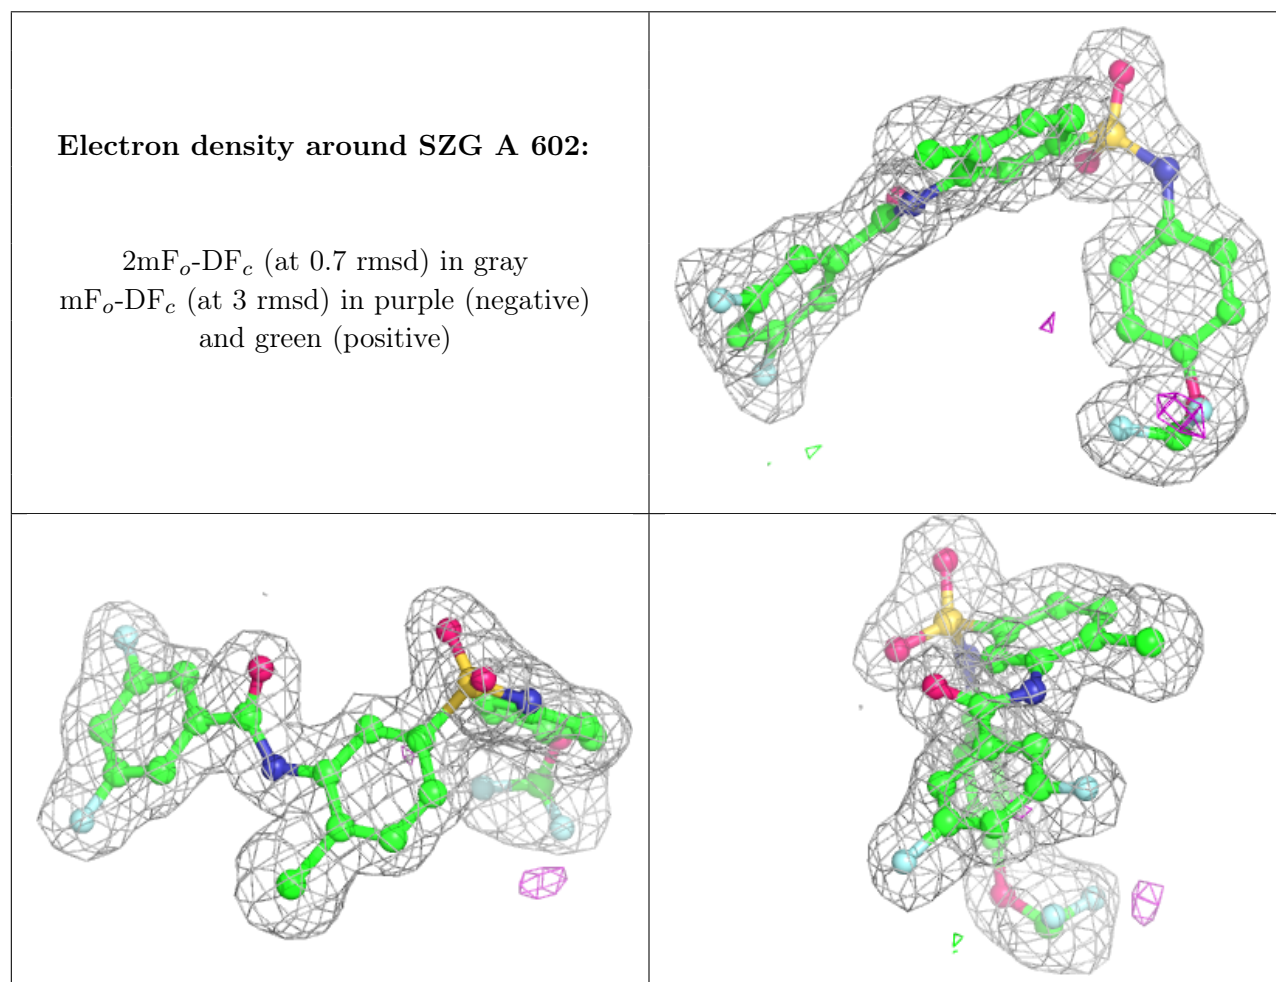 Electron density around SZG A 602:
2mFo-DFc (at 0.7 rmsd) in gray
mFo-DFc (at 3 rmsd) in purple (negative)
and green (positive)